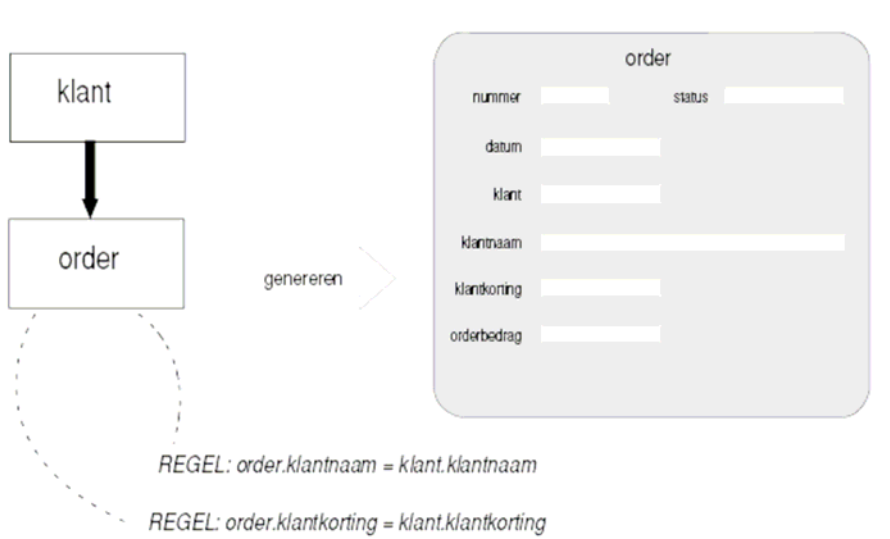 klant
order
genereren
order
nummer
status
datum
klant
klantnaam
klantkorting
orderbedrag
REGEL: order.klantnaam = klant.klantnaam
REGEL: order.klantkorting = klant.klantkorting